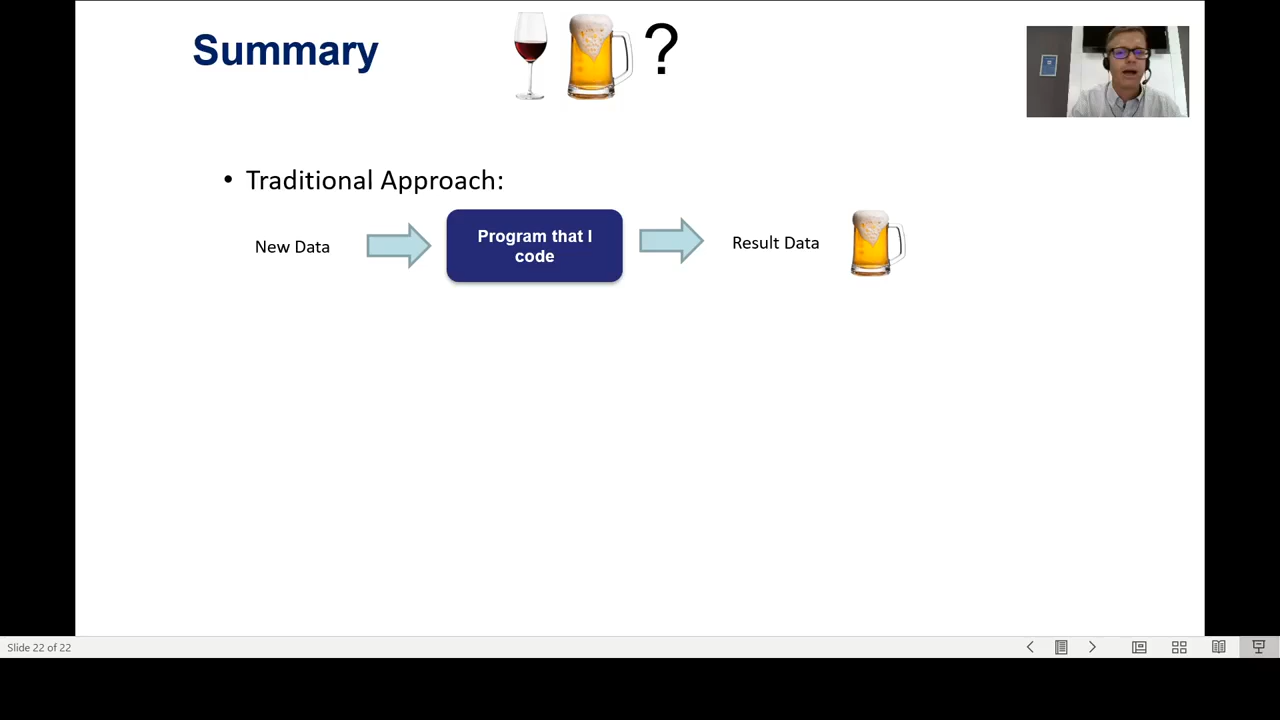 Summary ?
• Traditional Approach:
New Data
Program that I
code
Result Data
Slide 22 of 22